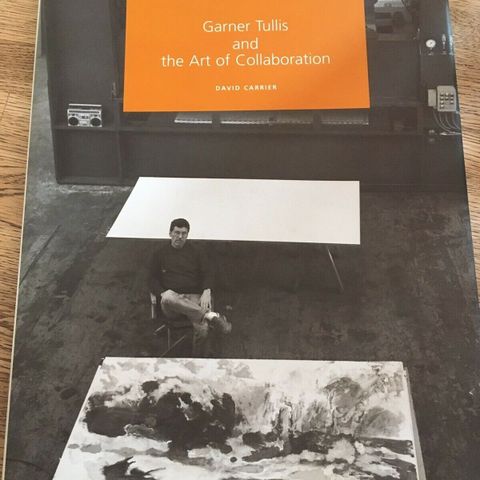 Garner Tullis
and
the Art of Collaboration
DAVID CARRIER